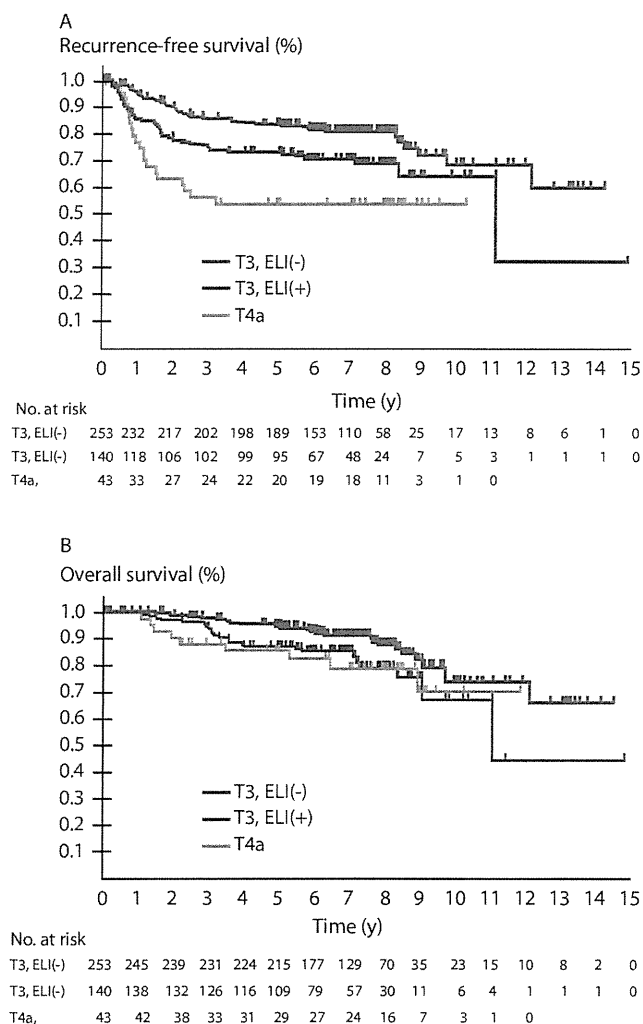 A
Recurrence-free survival (%)
1.0
0.9
0.8
0.7
0.6
0.5
0.4
0.3
0.2
0.1
T3, ELI(-)
T3, ELI(+)
T4a
0 1 2 3 4 5 6 7 8 9 10 11 12 13 14 15
Time (y)
No. at risk
T3, ELI(-) 253 232 217 202 198 189 153 110 58 25 17 13 8 6 1 0
T3, ELI(-) 140 118 106 102 99 95 67 48 24 7 5 3 1 1 1 0
T4a, 43 33 27 24 22 20 19 18 11 3 1 0
B
Overall survival (%)
1.0
0.9
0.8
0.7
0.6
0.5
0.4
0.3
0.2
0.1
T3, ELI(-)
T3, ELI(+)
T4a
0 1 2 3 4 5 6 7 8 9 10 11 12 13 14 15
Time (y)
No. at risk
T3, ELI(-) 253 245 239 231 224 215 177 129 70 35 23 15 10 8 2 0
T3, ELI(-) 140 138 132 126 116 109 79 57 30 11 6 4 1 1 1 0
T4a, 43 42 38 33 31 29 27 24 16 7 3 1 0